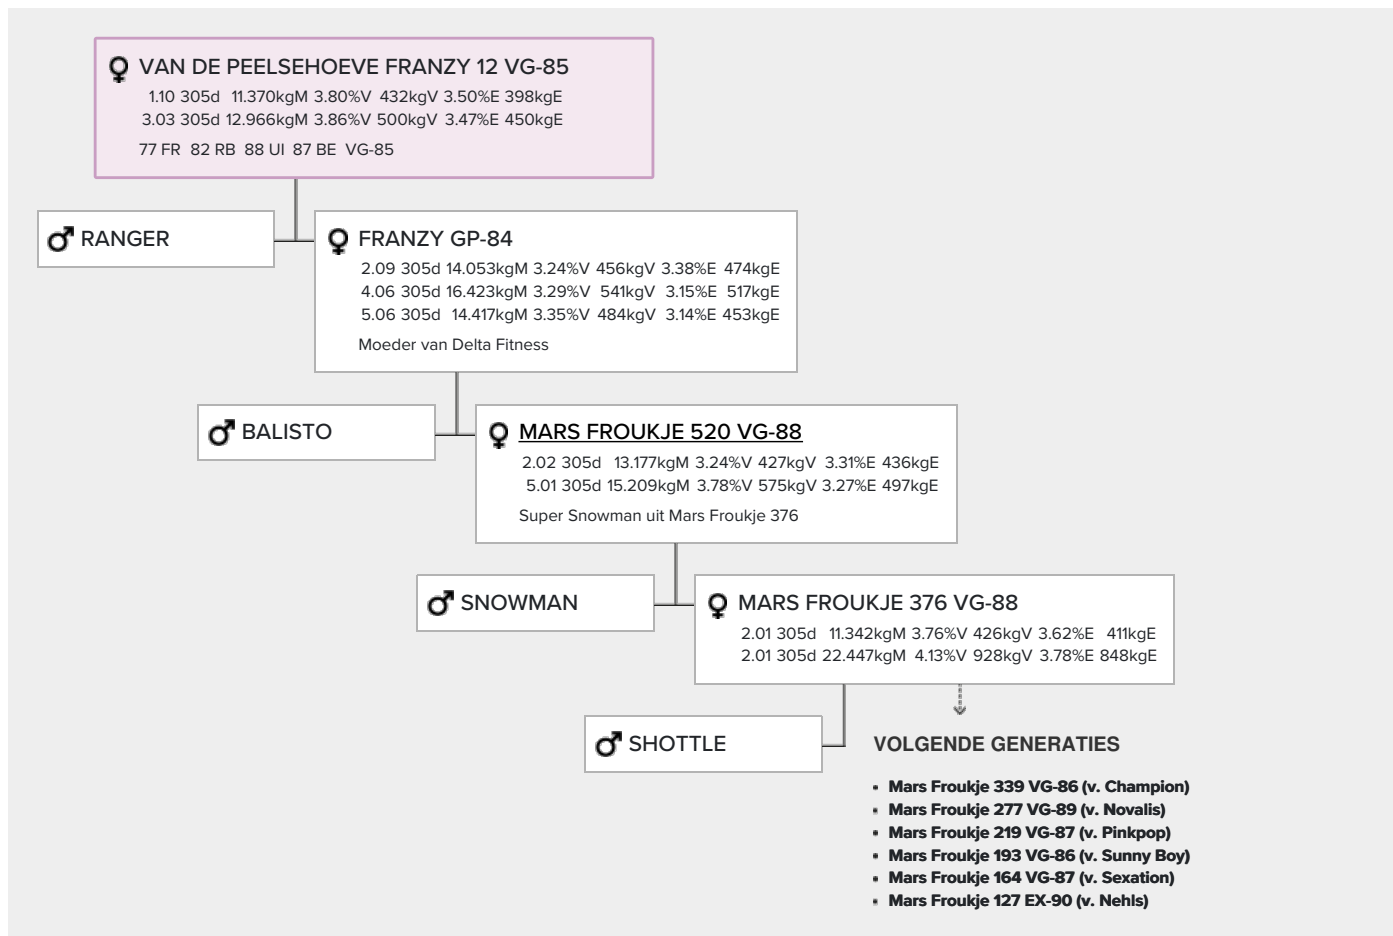 VAN DE PEELSEHOEVE FRANZY 12 VG-85
1.10 305d 11.370kgM 3.80%V 432kgV 3.50%E 398kgE
3.03 305d 12.966kgM 3.86%V 500kgV 3.47%E 450kgE
77 FR 82 RB 88 UI 87 BE VG-85
RANGER
FRANZY GP-84
2.09 305d 14.053kgM 3.24%V 456kgV 3.38%E 474kgE
4.06 305d 16.423kgM 3.29%V 541kgV 3.15%E 517kgE
5.06 305d 14.417kgM 3.35%V 484kgV 3.14%E 453kgE
Moeder van Delta Fitness
BALISTO
MARS FROUKJE 520 VG-88
2.02 305d 13.177kgM 3.24%V 427kgV 3.31%E 436kgE
5.01 305d 15.209kgM 3.78%V 575kgV 3.27%E 497kgE
Super Snowman uit Mars Froukje 376
SNOWMAN
MARS FROUKJE 376 VG-88
2.01 305d 11.342kgM 3.76%V 426kgV 3.62%E 411kgE
2.01 305d 22.447kgM 4.13%V 928kgV 3.78%E 848kgE
SHOTTLE
VOLGENDE GENERATIES
Mars Froukje 339 VG-86 (v. Champion)
Mars Froukje 277 VG-89 (v. Novalis)
Mars Froukje 219 VG-87 (v. Pinkpop)
Mars Froukje 193 VG-86 (v. Sunny Boy)
Mars Froukje 164 VG-87 (v. Sexation)
Mars Froukje 127 EX-90 (v. Nehls)